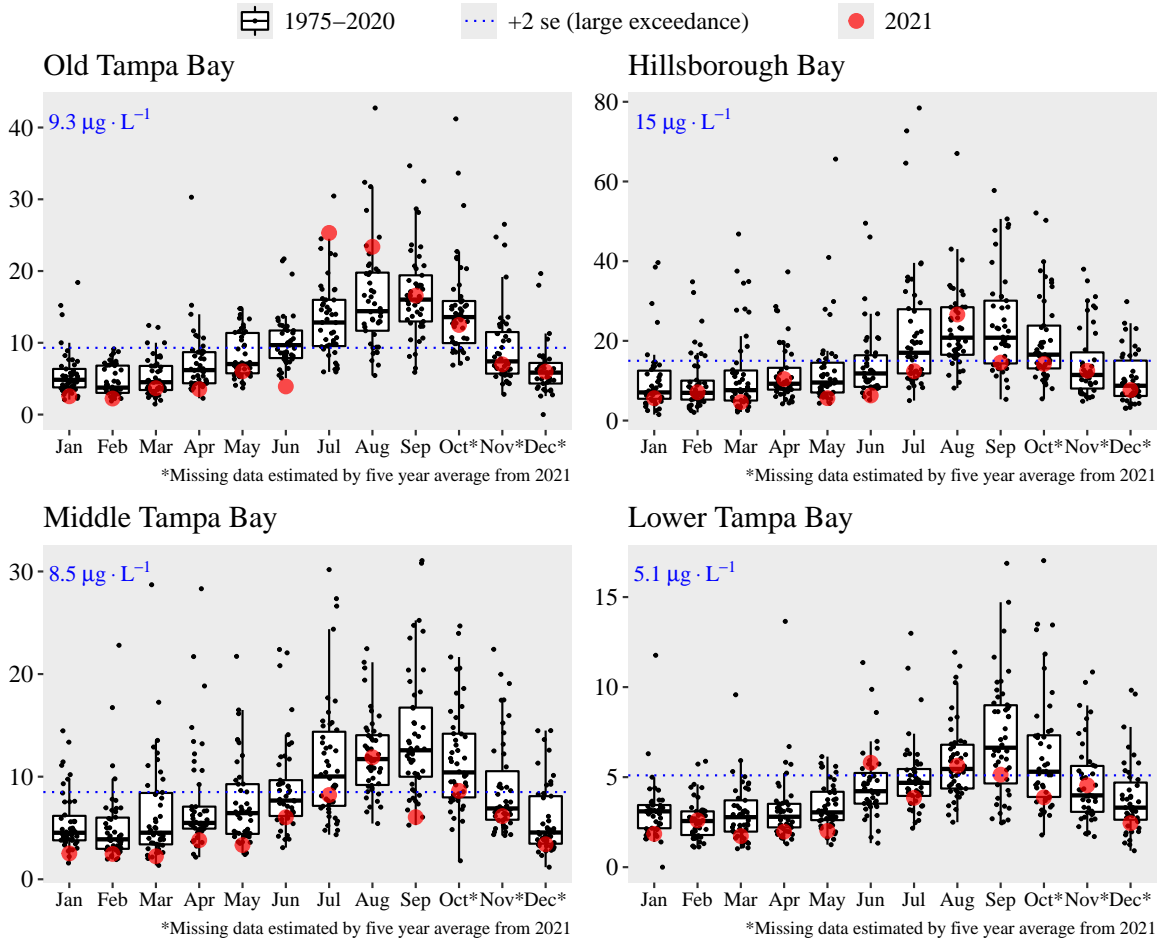 1975−2020 +2 se (large exceedance) 2021
Old Tampa Bay
9.3 μg · L⁻¹
40
30
20
10
0
Jan Feb Mar Apr May Jun Jul Aug Sep Oct* Nov* Dec*
*Missing data estimated by five year average from 2021
Hillsborough Bay
15 μg · L⁻¹
80
60
40
20
0
Jan Feb Mar Apr May Jun Jul Aug Sep Oct* Nov* Dec*
*Missing data estimated by five year average from 2021
Middle Tampa Bay
8.5 μg · L⁻¹
30
20
10
0
Jan Feb Mar Apr May Jun Jul Aug Sep Oct* Nov* Dec*
*Missing data estimated by five year average from 2021
Lower Tampa Bay
5.1 μg · L⁻¹
15
10
5
0
Jan Feb Mar Apr May Jun Jul Aug Sep Oct* Nov* Dec*
*Missing data estimated by five year average from 2021